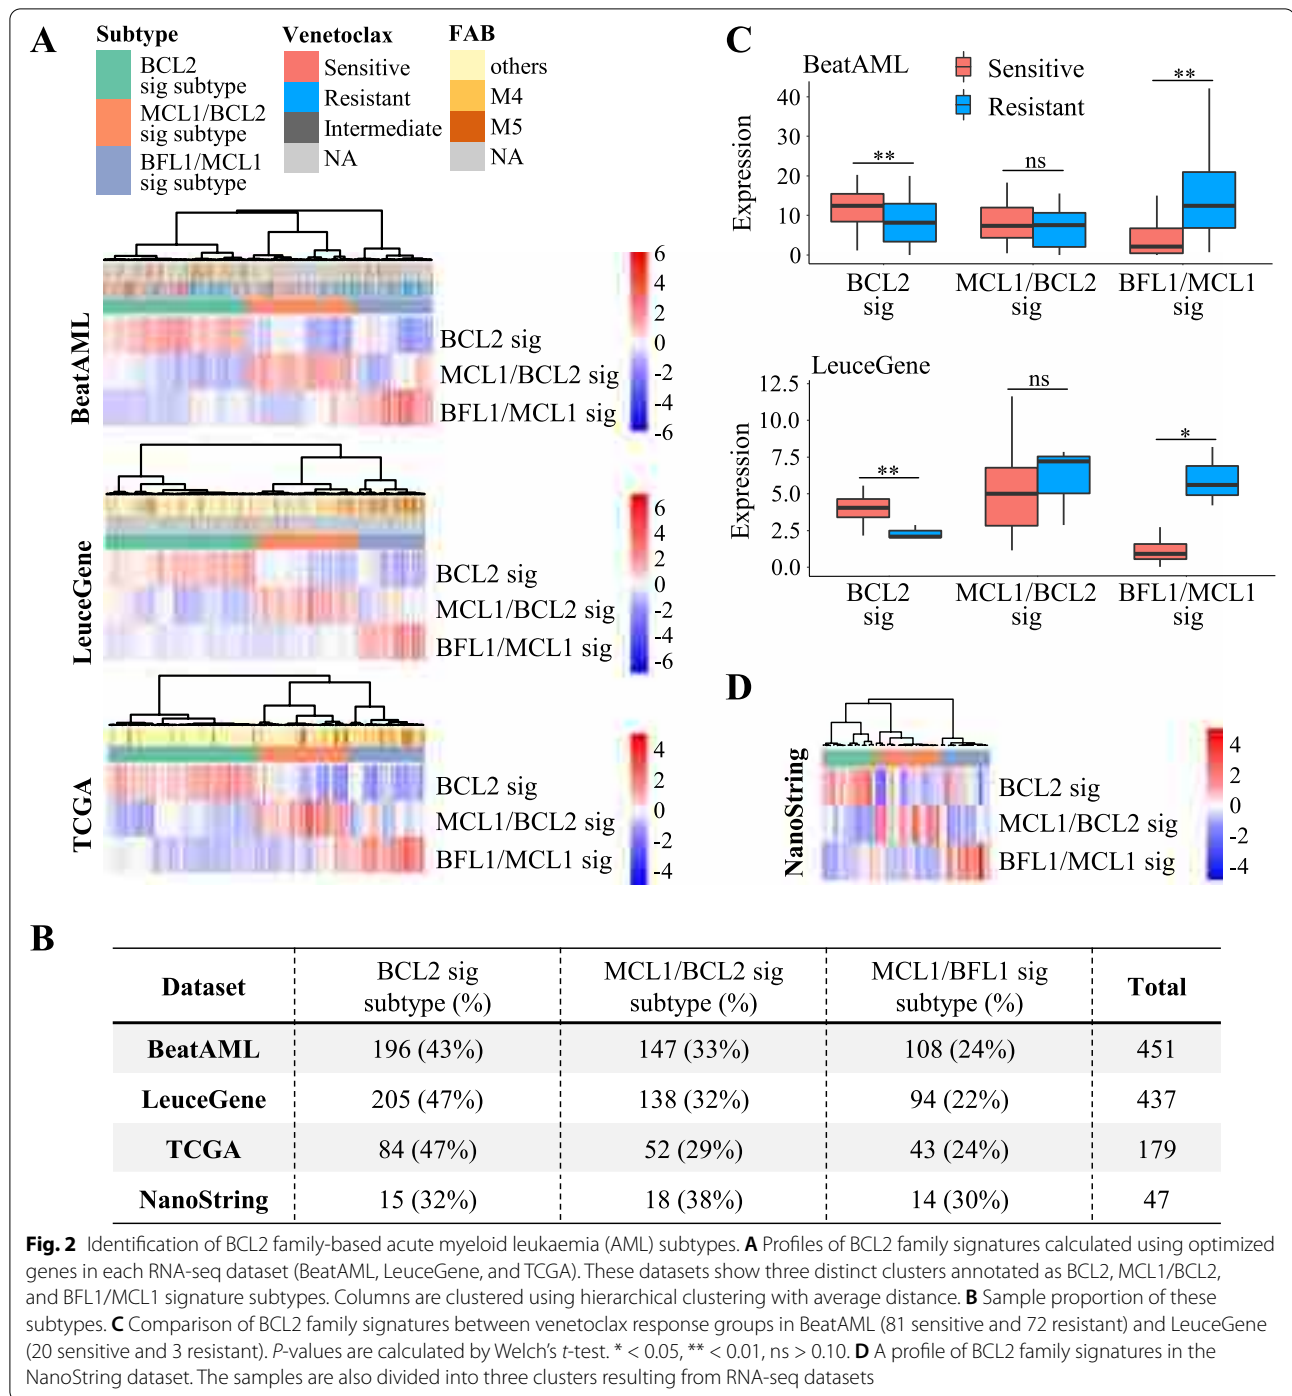 A
Subtype
BCL2
sig subtype
MCL1/BCL2
sig subtype
BFL1/MCL1
sig subtype
Venetoclax
Sensitive
Resistant
Intermediate
NA
FAB
others
M4
M5
NA
BeatAML
BCL2 sig
MCL1/BCL2 sig
BFL1/MCL1 sig
6
4
2
0
-2
-4
-6
LeuceGene
BCL2 sig
MCL1/BCL2 sig
BFL1/MCL1 sig
6
4
2
0
-2
-4
-6
TCGA
BCL2 sig
MCL1/BCL2 sig
BFL1/MCL1 sig
4
2
0
-2
-4
C
BeatAML
Sensitive
Resistant
Expression
40
30
20
10
0
**
ns
**
BCL2
sig
MCL1/BCL2
sig
BFL1/MCL1
sig
LeuceGene
Expression
12.5
10.0
7.5
5.0
2.5
0.0
**
ns
*
BCL2
sig
MCL1/BCL2
sig
BFL1/MCL1
sig
D
NanoString
BCL2 sig
MCL1/BCL2 sig
BFL1/MCL1 sig
4
2
0
-2
-4
B
Dataset BCL2 sig subtype (%) MCL1/BCL2 sig subtype (%) MCL1/BFL1 sig subtype (%) Total
BeatAML 196 (43%) 147 (33%) 108 (24%) 451
LeuceGene 205 (47%) 138 (32%) 94 (22%) 437
TCGA 84 (47%) 52 (29%) 43 (24%) 179
NanoString 15 (32%) 18 (38%) 14 (30%) 47
Fig. 2 Identification of BCL2 family-based acute myeloid leukaemia (AML) subtypes. A Profiles of BCL2 family signatures calculated using optimized
genes in each RNA-seq dataset (BeatAML, LeuceGene, and TCGA). These datasets show three distinct clusters annotated as BCL2, MCL1/BCL2,
and BFL1/MCL1 signature subtypes. Columns are clustered using hierarchical clustering with average distance. B Sample proportion of these
subtypes. C Comparison of BCL2 family signatures between venetoclax response groups in BeatAML (81 sensitive and 72 resistant) and LeuceGene
(20 sensitive and 3 resistant). P-values are calculated by Welch's t-test. * < 0.05, ** < 0.01, ns > 0.10. D A profile of BCL2 family signatures in the
NanoString dataset. The samples are also divided into three clusters resulting from RNA-seq datasets